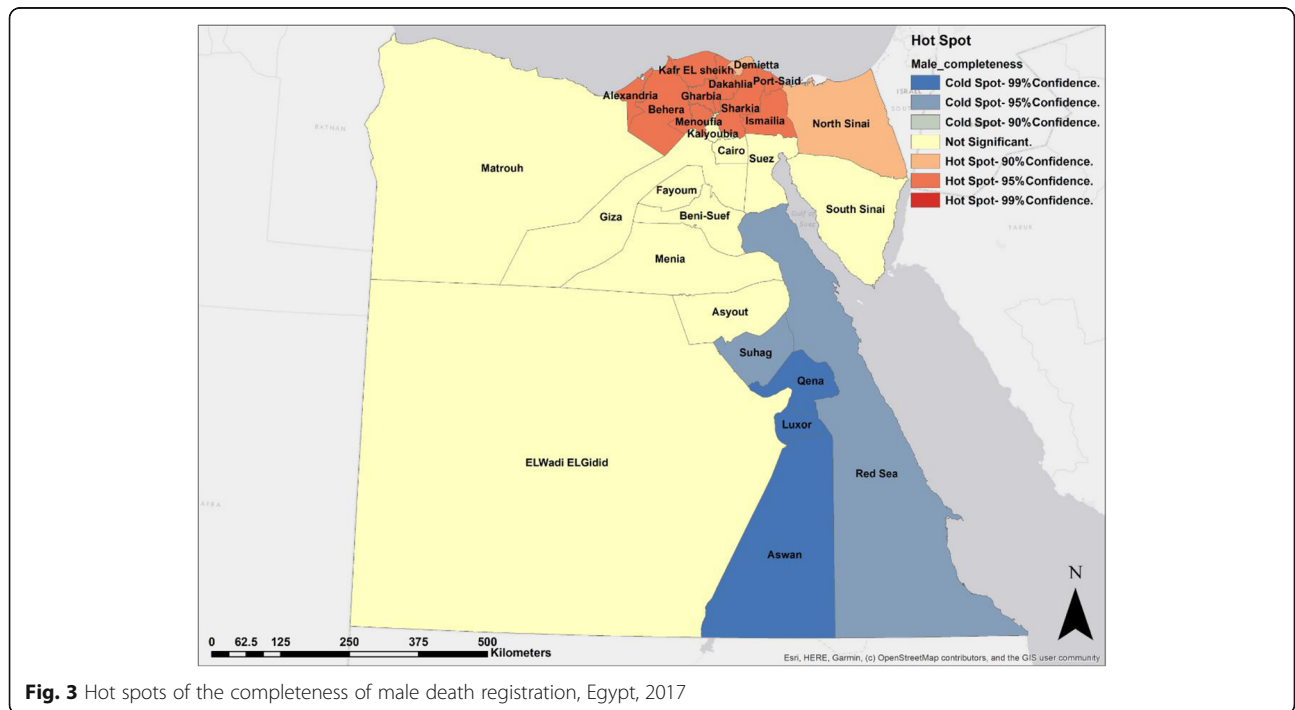 Hot Spot
Male_completeness
Cold Spot- 99%Confidence.
Cold Spot- 95%Confidence.
Cold Spot- 90%Confidence.
Not Significant.
Hot Spot- 90%Confidence.
Hot Spot- 95%Confidence.
Hot Spot- 99%Confidence.
Demietta
Kafr EL sheikh
Port-Said
Dakahlia
Alexandria
Gharbia
Behera
Sharkia
Menoufia
Ismailia
North Sinai
Kalyoubia
Cairo
Suez
Matrouh
Fayoum
South Sinai
Giza
Beni-Suef
Gulf of
Suez
Menia
Asyout
Suhag
Qena
Luxor
ELWadi ELGidid
Red Sea
Aswan
N
0 62.5 125 250 375 500
Kilometers
Esri, HERE, Garmin, (c) OpenStreetMap contributors, and the GIS user community
Fig. 3 Hot spots of the completeness of male death registration, Egypt, 2017